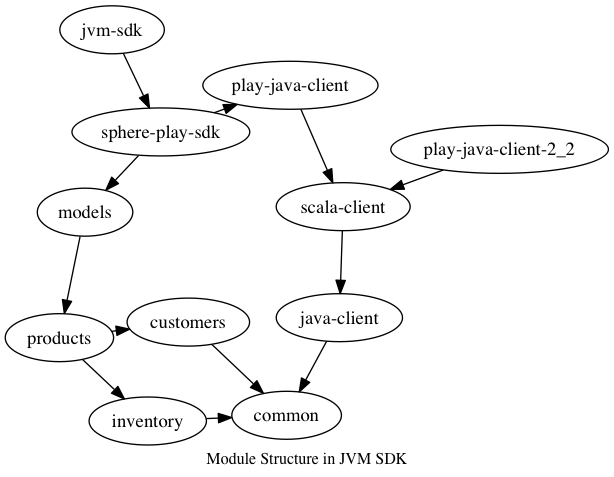 jvm-sdk
play-java-client
sphere-play-sdk
play-java-client-2_2
models
scala-client
customers
java-client
products
inventory
common
Module Structure in JVM SDK